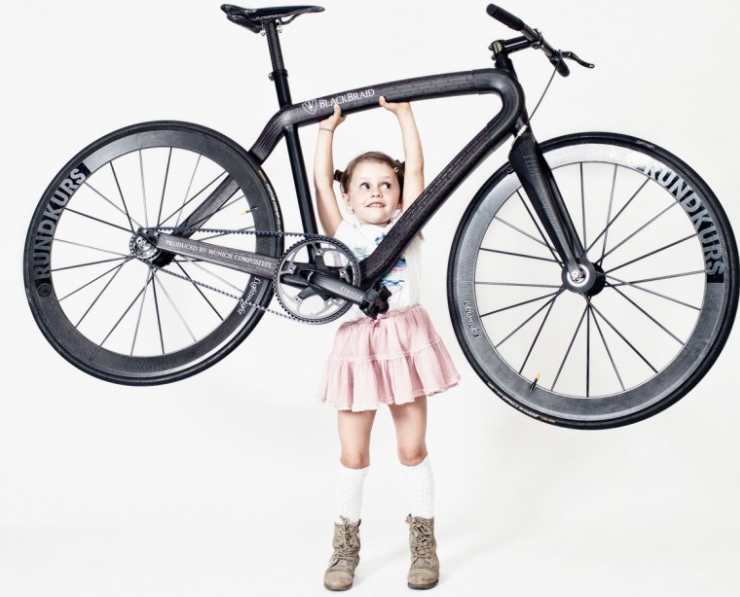 BLACKBRAID
RUNDKURS
RUNDKURS
PRODUCED BY MUNICH COMPOSITES